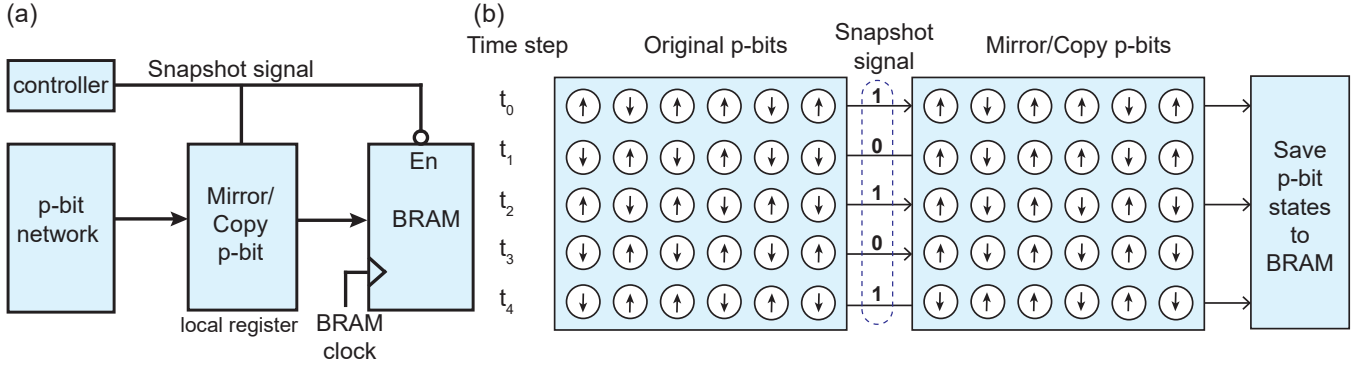 (a)
controller
Snapshot signal
p-bit
network
Mirror/
Copy
p-bit
local register
En
BRAM
BRAM
clock
(b)
Time step
Original p-bits
Snapshot
signal
Mirror/Copy p-bits
t0
1
t1
0
t2
1
t3
0
t4
1
Save
p-bit
states
to
BRAM